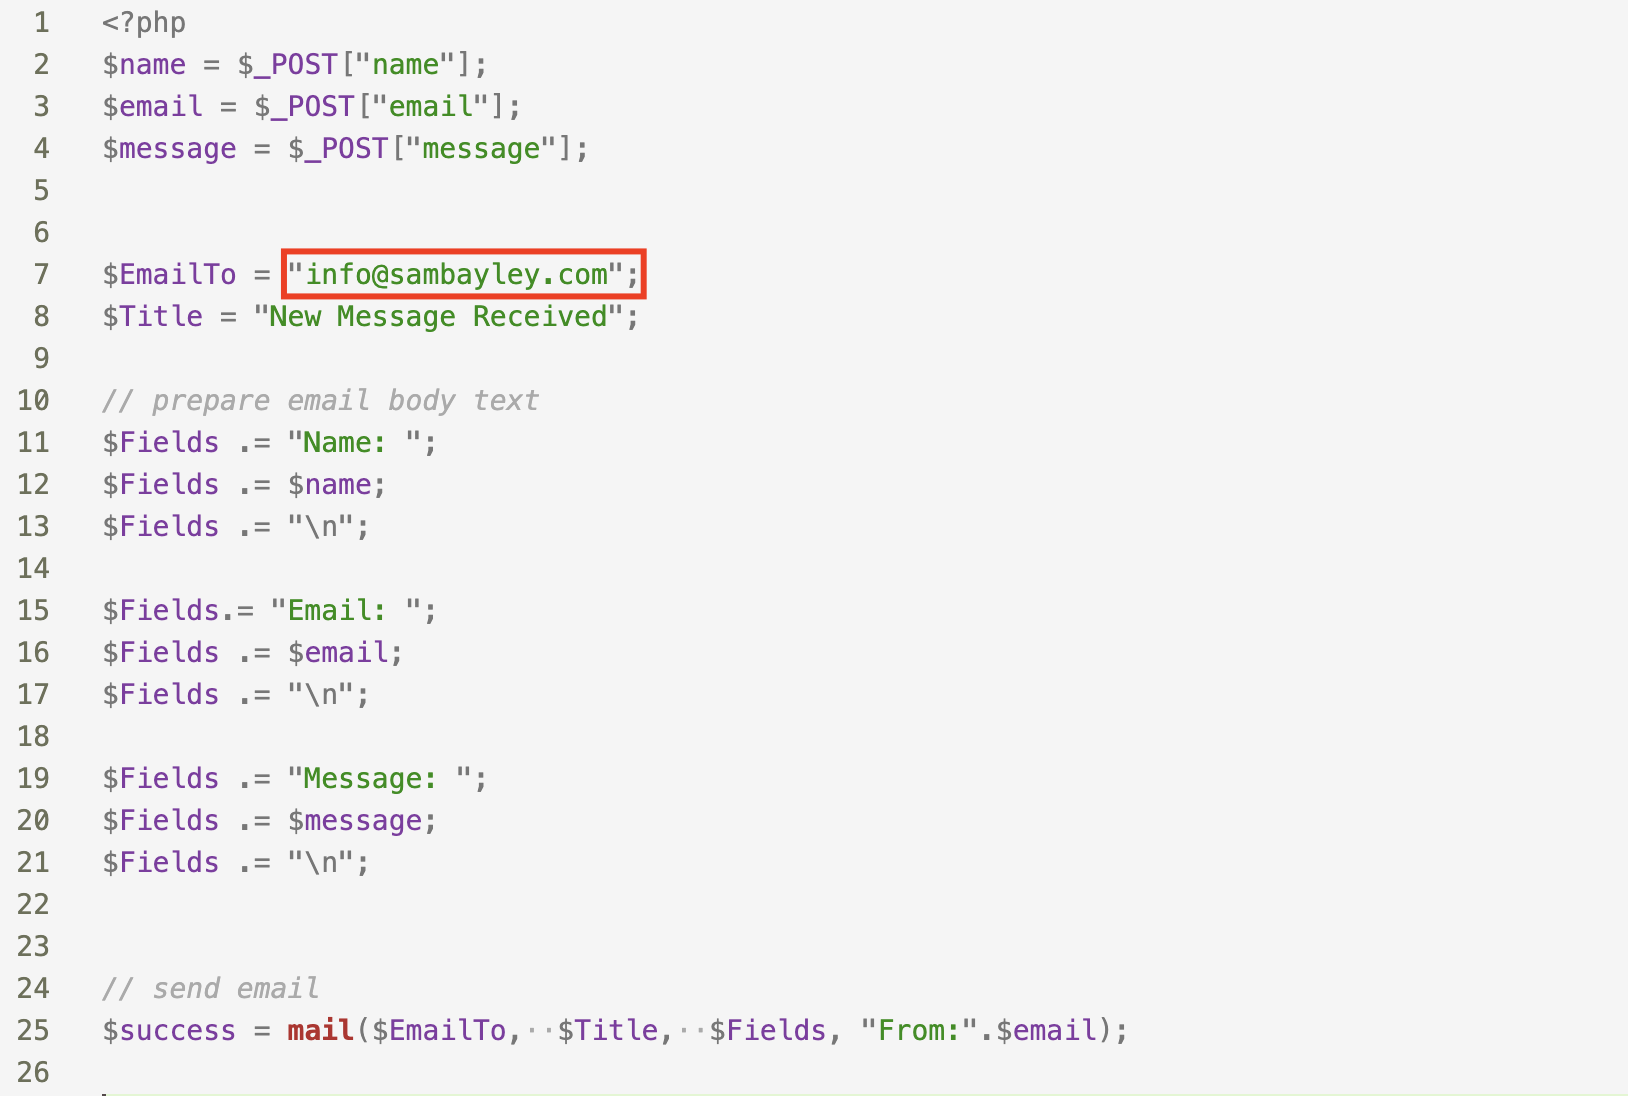 1 <?php
2 $name = $_POST["name"];
3 $email = $_POST["email"];
4 $message = $_POST["message"];
5
6
7 $EmailTo = "info@sambayley.com";
8 $Title = "New Message Received";
9
10 // prepare email body text
11 $Fields .= "Name: ";
12 $Fields .= $name;
13 $Fields .= "\n";
14
15 $Fields.= "Email: ";
16 $Fields .= $email;
17 $Fields .= "\n";
18
19 $Fields .= "Message: ";
20 $Fields .= $message;
21 $Fields .= "\n";
22
23
24 // send email
25 $success = mail($EmailTo,··$Title,··$Fields, "From:".$email);
26